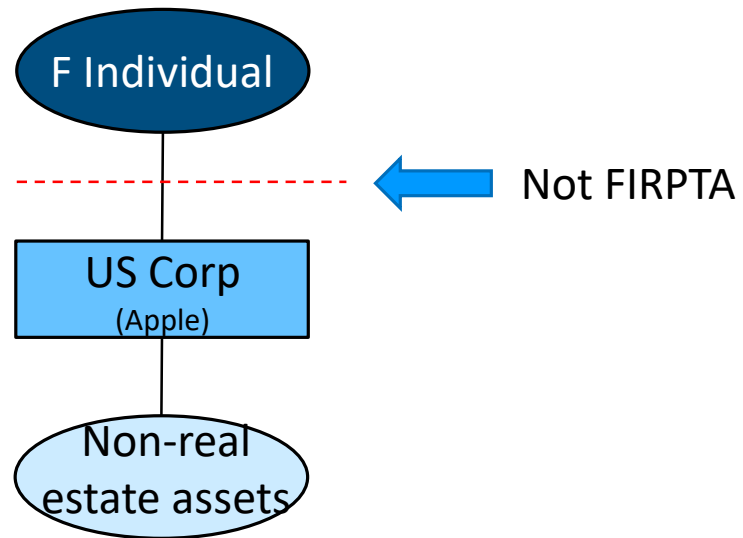 F Individual
Not FIRPTA
US Corp
(Apple)
Non-real
estate assets